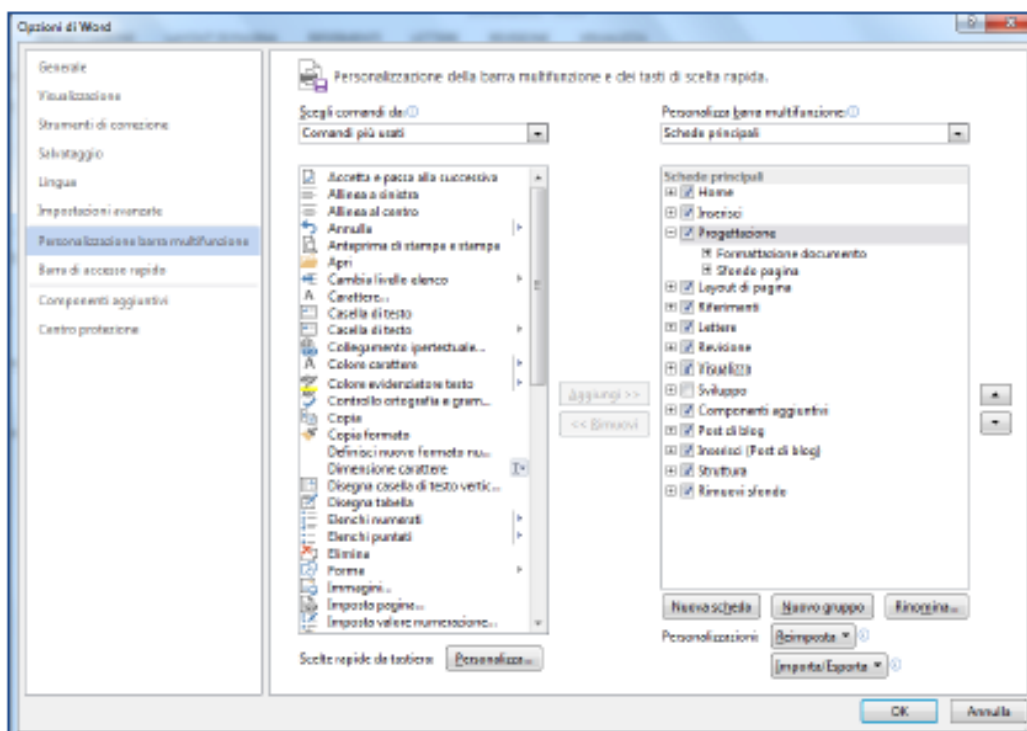 Opzioni di Word
Generale
Visualizzazione
Strumenti di correzione
Salvataggio
Lingua
Impostazioni avanzate
Personalizzazione barra multifunzione
Barra di accesso rapido
Componenti aggiuntivi
Centro protezione
Personalizzazione della barra multifunzione e dei tasti di scelta rapida.
Scegli comandi da:
Comandi più usati
Accetta e passa alla successiva
Allinea a sinistra
Allinea al centro
Annulla
Anteprima di stampa e stampa
Apri
Cambia livello elenco
Carattere...
Casella di testo
Casella di testo
Collegamento ipertestuale...
Colore carattere
Colore evidenziatore testo
Controllo ortografia e gram...
Copia
Copia formato
Definisci nuovo formato nu...
Dimensione carattere
Disegna casella di testo vertic...
Disegna tabella
Elenchi numerati
Elenchi puntati
Elimina
Forme
Immagini...
Imposta pagina...
Imposta valore numerazione...
Scelte rapide da tastiera:
Personalizza...
Aggiungi >>
<< Rimuovi
Personalizza barra multifunzione:
Schede principali
Schede principali
Home
Inserisci
Progettazione
Formattazione documento
Sfondo pagina
Layout di pagina
Riferimenti
Lettere
Revisione
Visualizza
Sviluppo
Componenti aggiuntivi
Post di blog
Inserisci (Post di blog)
Struttura
Rimuovi sfondo
Nuova scheda
Nuovo gruppo
Rinomina...
Personalizzazioni:
Reimposta
Importa/Esporta
OK
Annulla